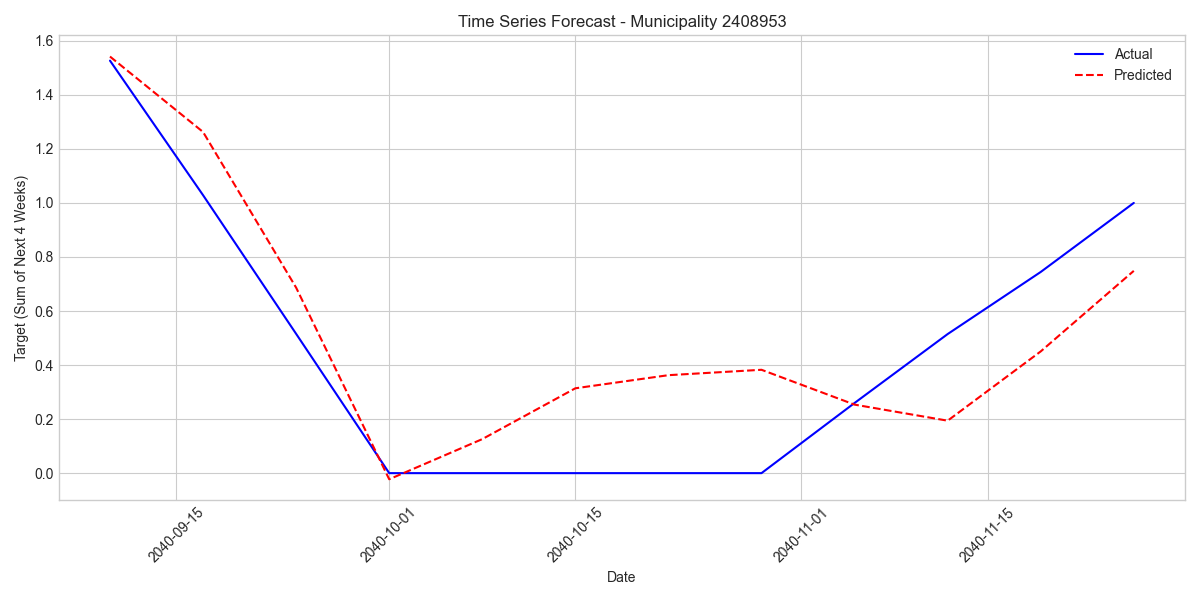 Time Series Forecast - Municipality 2408953
Actual
Predicted
Target (Sum of Next 4 Weeks)
1.6
1.4
1.2
1.0
0.8
0.6
0.4
0.2
0.0
2040-09-15
2040-10-01
2040-10-15
2040-11-01
2040-11-15
Date